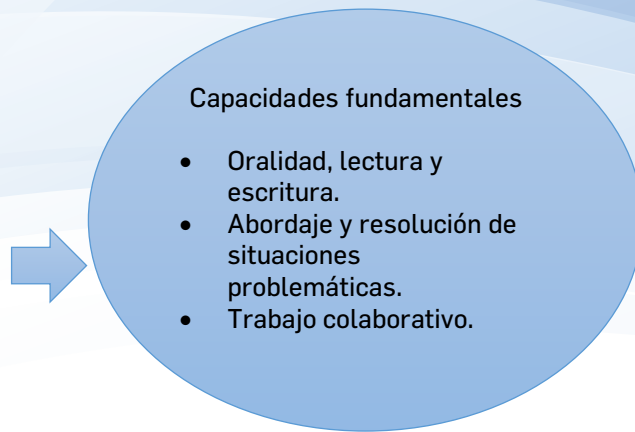 Capacidades fundamentales
• Oralidad, lectura y
escritura.
• Abordaje y resolución de
situaciones
problemáticas.
• Trabajo colaborativo.